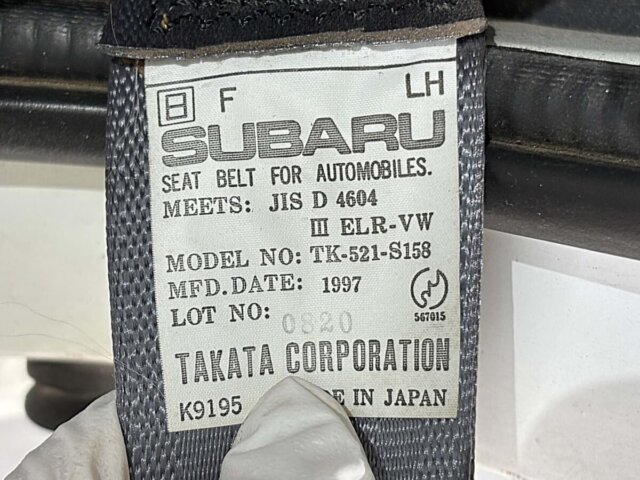 日 F LH
SUBARU
SEAT BELT FOR AUTOMOBILES.
MEETS: JIS D 4604
III ELR-VW
MODEL NO: TK-521-S158
MFD. DATE: 1997
LOT NO: 0820
567015
TAKATA CORPORATION
K9195 E IN JAPAN